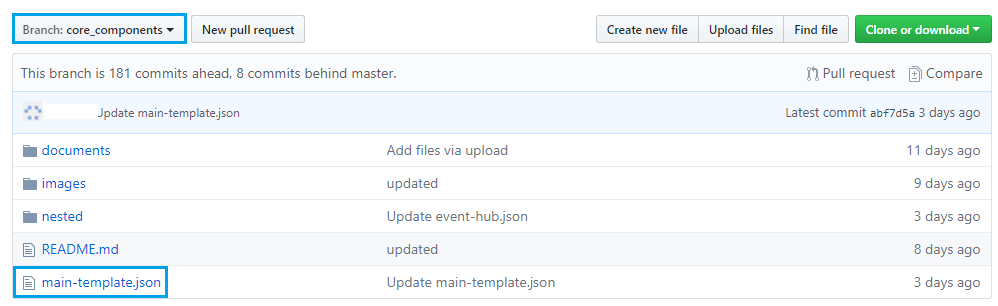 Branch: core_components New pull request Create new file Upload files Find file Clone or download
This branch is 181 commits ahead, 8 commits behind master. Pull request Compare
Update main-template.json Latest commit abf7d5a 3 days ago
documents Add files via upload 11 days ago
images updated 9 days ago
nested Update event-hub.json 3 days ago
README.md updated 8 days ago
main-template.json Update main-template.json 3 days ago